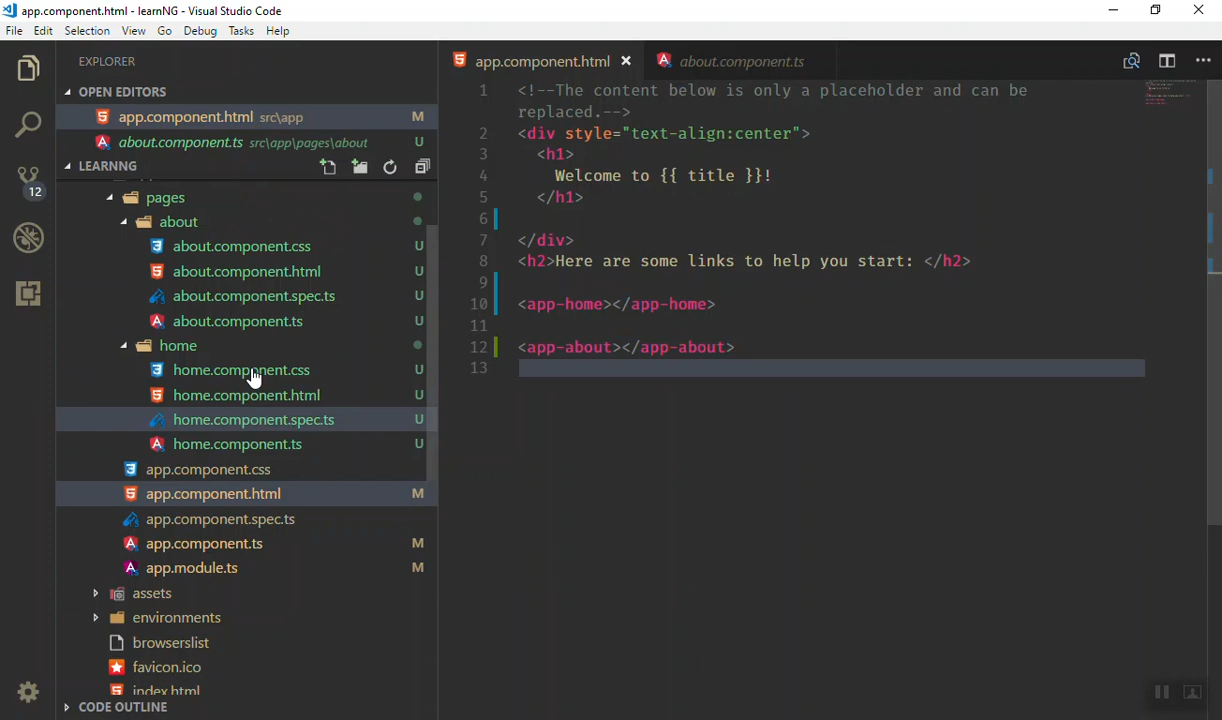 app.component.html - learnNG - Visual Studio Code
File Edit Selection View Go Debug Tasks Help
EXPLORER
OPEN EDITORS
app.component.html src\app M
about.component.ts src\app\pages\about U
LEARNNG
12
pages
about
about.component.css U
about.component.html U
about.component.spec.ts U
about.component.ts U
home
home.component.css U
home.component.html U
home.component.spec.ts U
home.component.ts U
app.component.css
app.component.html M
app.component.spec.ts
app.component.ts M
app.module.ts M
assets
environments
browserslist
favicon.ico
index.html
CODE OUTLINE
app.component.html about.component.ts
1 <!--The content below is only a placeholder and can be
replaced.-->
2 <div style="text-align:center">
3 <h1>
4 Welcome to {{ title }}!
5 </h1>
6
7 </div>
8 <h2>Here are some links to help you start: </h2>
9
10 <app-home></app-home>
11
12 <app-about></app-about>
13